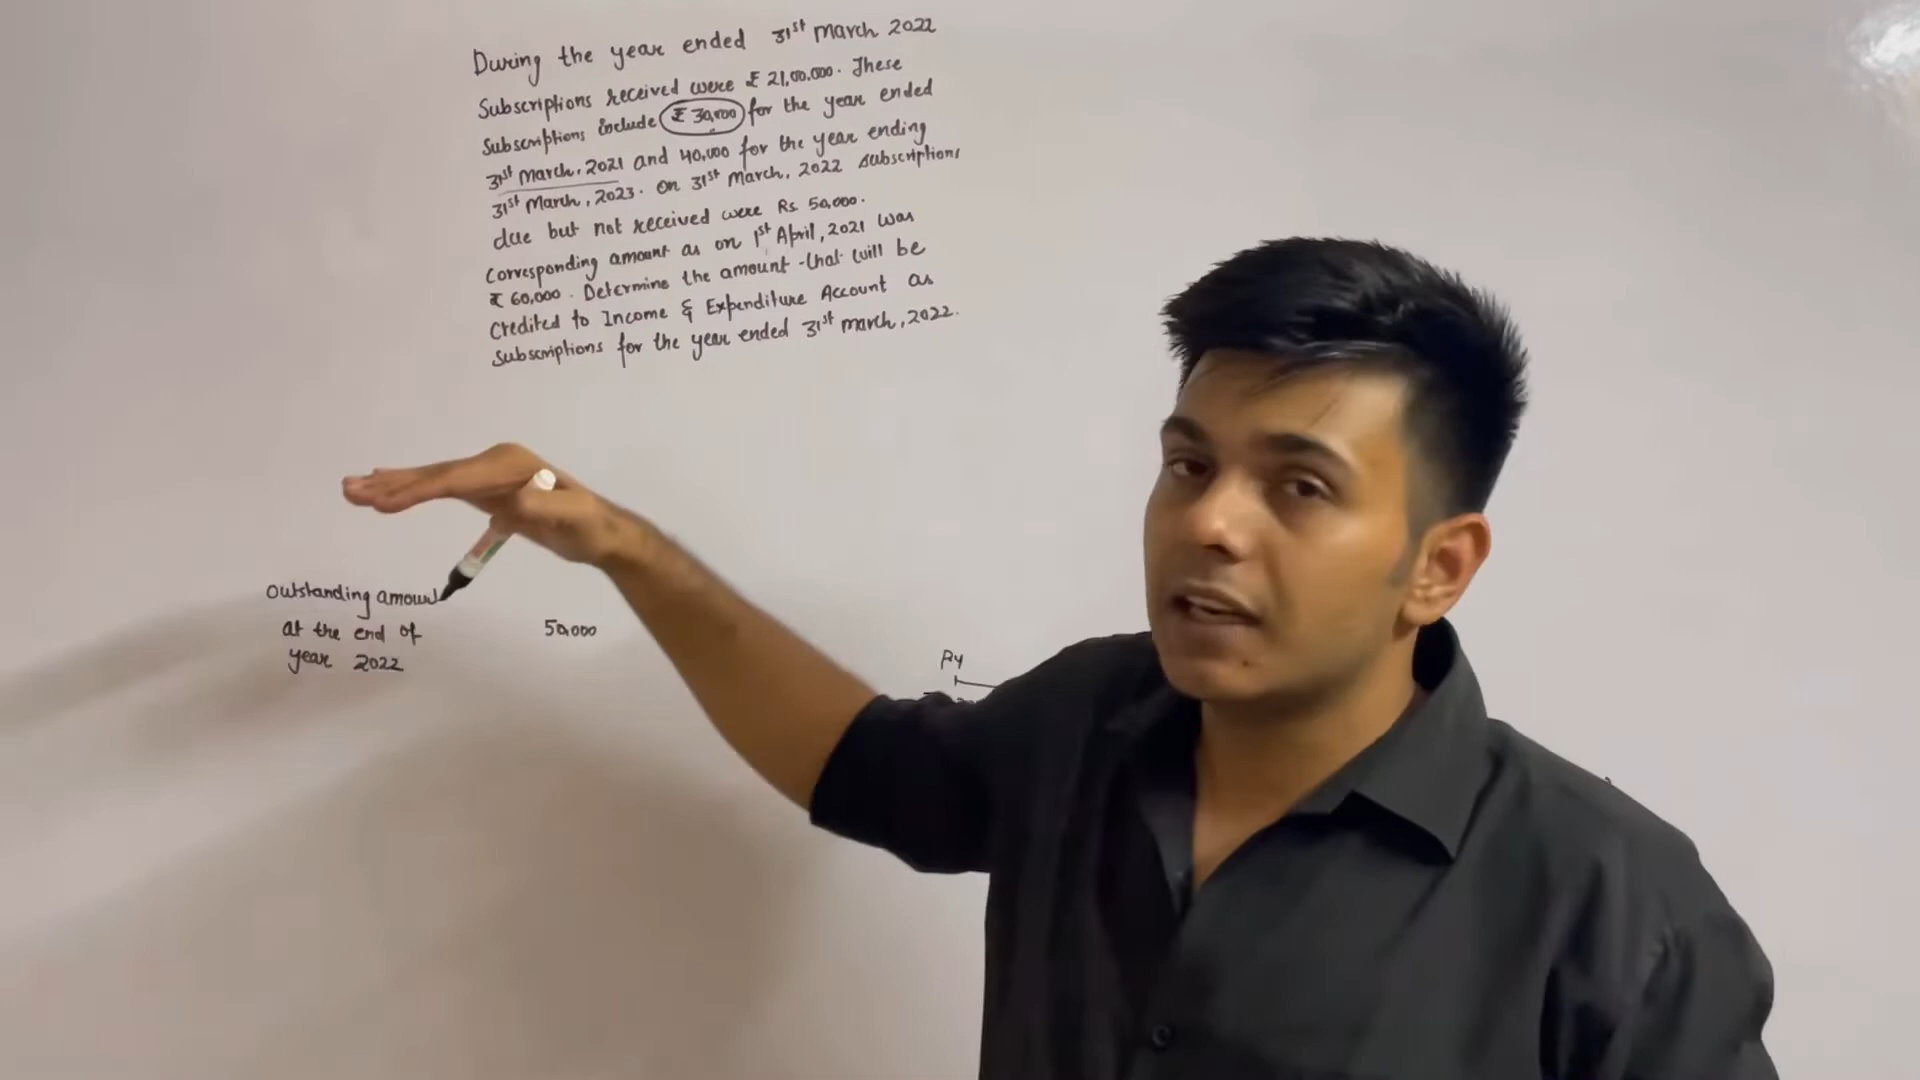 During the year ended 31st March 2022
Subscriptions received were ₹ 21,00,000. These
Subscriptions include ₹ 30,000 for the year ended
31st March, 2021 and 40,000 for the year ending
31st March, 2023. On 31st March, 2022 subscriptions
due but not received were Rs 50,000.
Corresponding amount as on 1st April, 2021 was
₹ 60,000. Determine the amount that will be
Credited to Income & Expenditure Account as
Subscriptions for the year ended 31st march, 2022.
Outstanding amount
at the end of 50,000
year 2022
Py